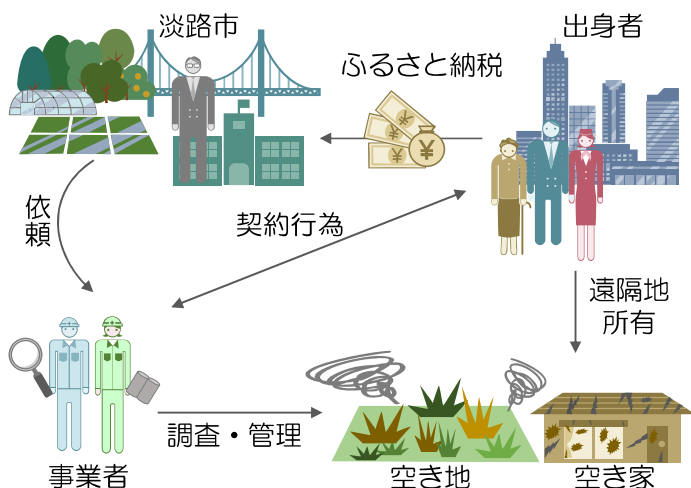 淡路市
出身者
ふるさと納税
¥
¥
¥
¥
依
頼
契約行為
遠隔地
所有
調査・管理
事業者
空き地
空き家